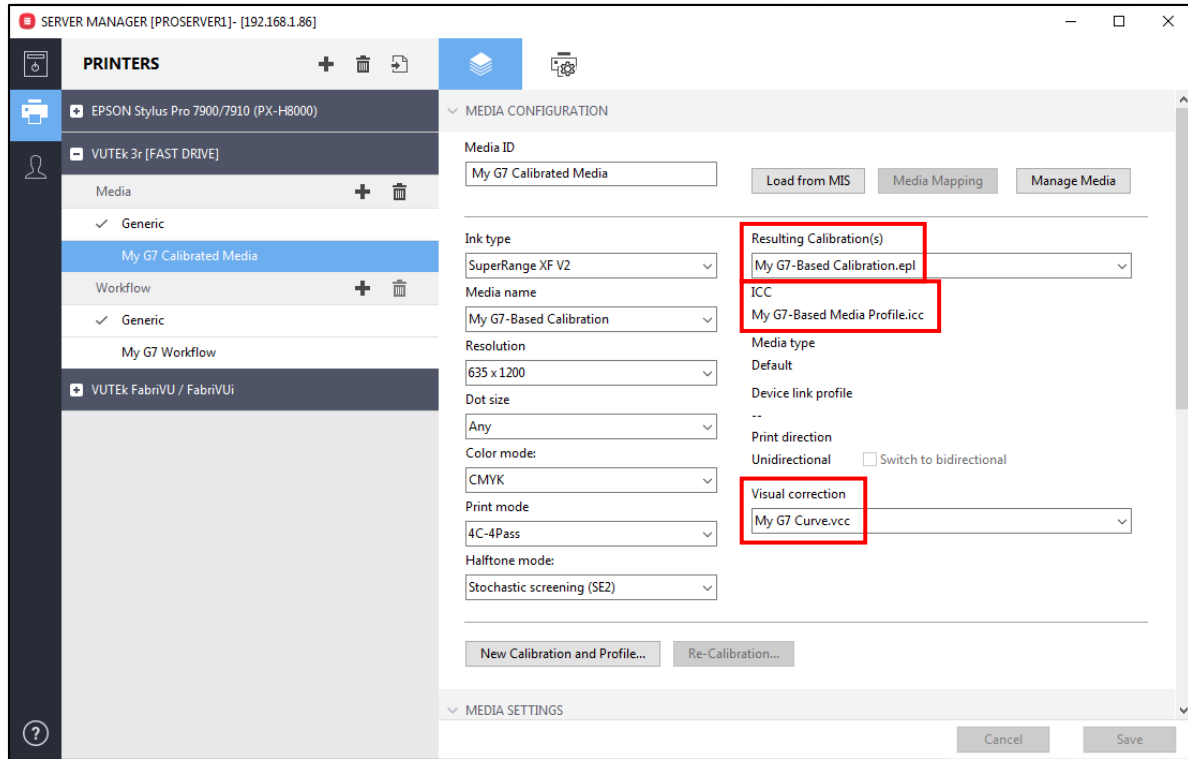 SERVER MANAGER [PROSERVER1]- [192.168.1.86]
PRINTERS
EPSON Stylus Pro 7900/7910 (PX-H8000)
VUTEk 3r [FAST DRIVE]
Media
Generic
My G7 Calibrated Media
Workflow
Generic
My G7 Workflow
VUTEk FabriVU / FabriVUi
MEDIA CONFIGURATION
Media ID
My G7 Calibrated Media
Load from MIS
Media Mapping
Manage Media
Ink type
SuperRange XF V2
Media name
My G7-Based Calibration
Resolution
635 x 1200
Dot size
Any
Color mode:
CMYK
Print mode
4C-4Pass
Halftone mode:
Stochastic screening (SE2)
Resulting Calibration(s)
My G7-Based Calibration.epl
ICC
My G7-Based Media Profile.icc
Media type
Default
Device link profile
--
Print direction
Unidirectional
Switch to bidirectional
Visual correction
My G7 Curve.vcc
New Calibration and Profile...
Re-Calibration...
MEDIA SETTINGS
?
Cancel
Save